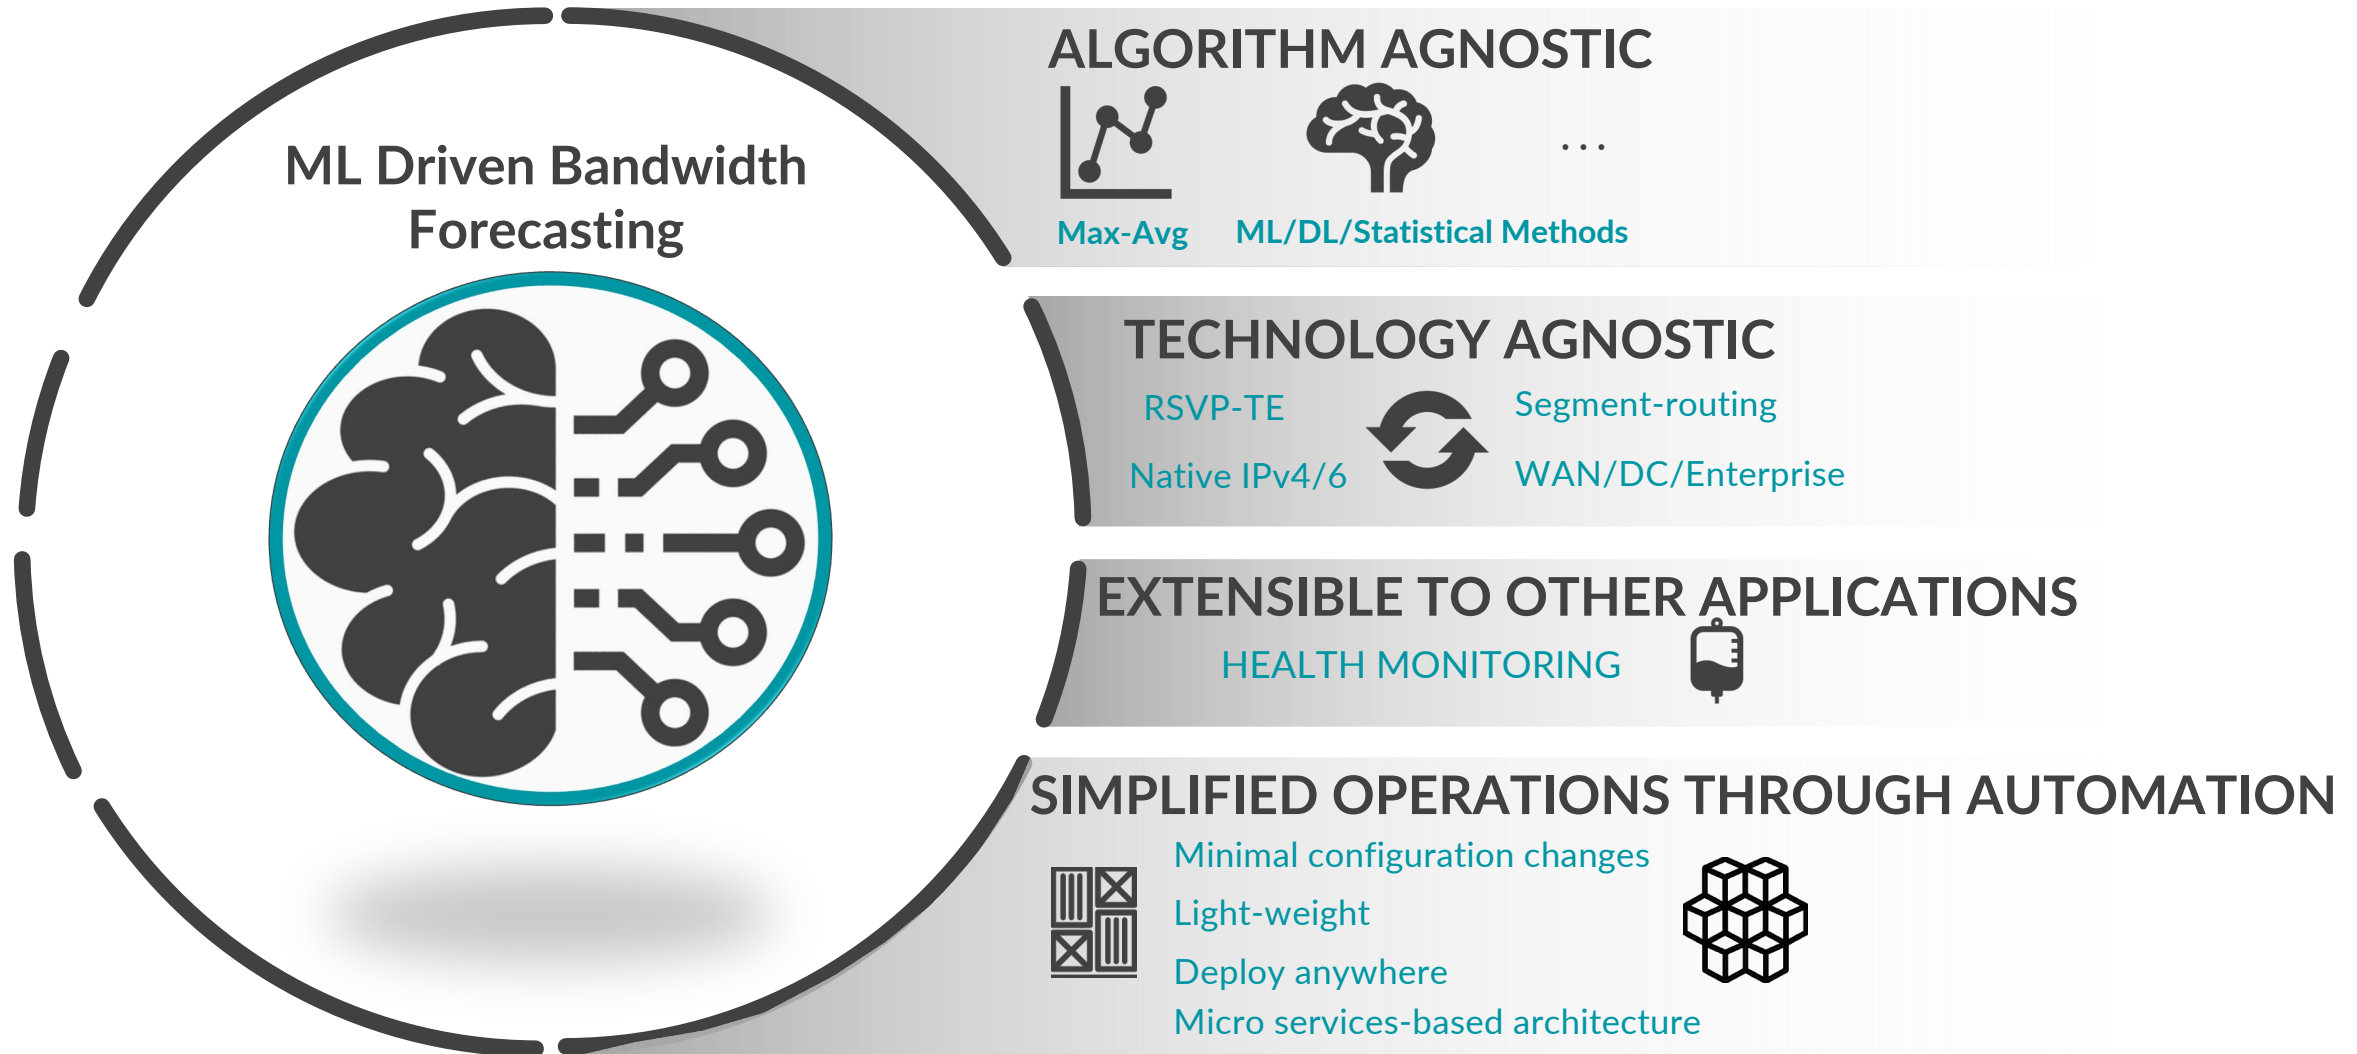 ML Driven Bandwidth
Forecasting
ALGORITHM AGNOSTIC
...
Max-Avg
ML/DL/Statistical Methods
TECHNOLOGY AGNOSTIC
RSVP-TE
Segment-routing
Native IPv4/6
WAN/DC/Enterprise
EXTENSIBLE TO OTHER APPLICATIONS
HEALTH MONITORING
SIMPLIFIED OPERATIONS THROUGH AUTOMATION
Minimal configuration changes
Light-weight
Deploy anywhere
Micro services-based architecture